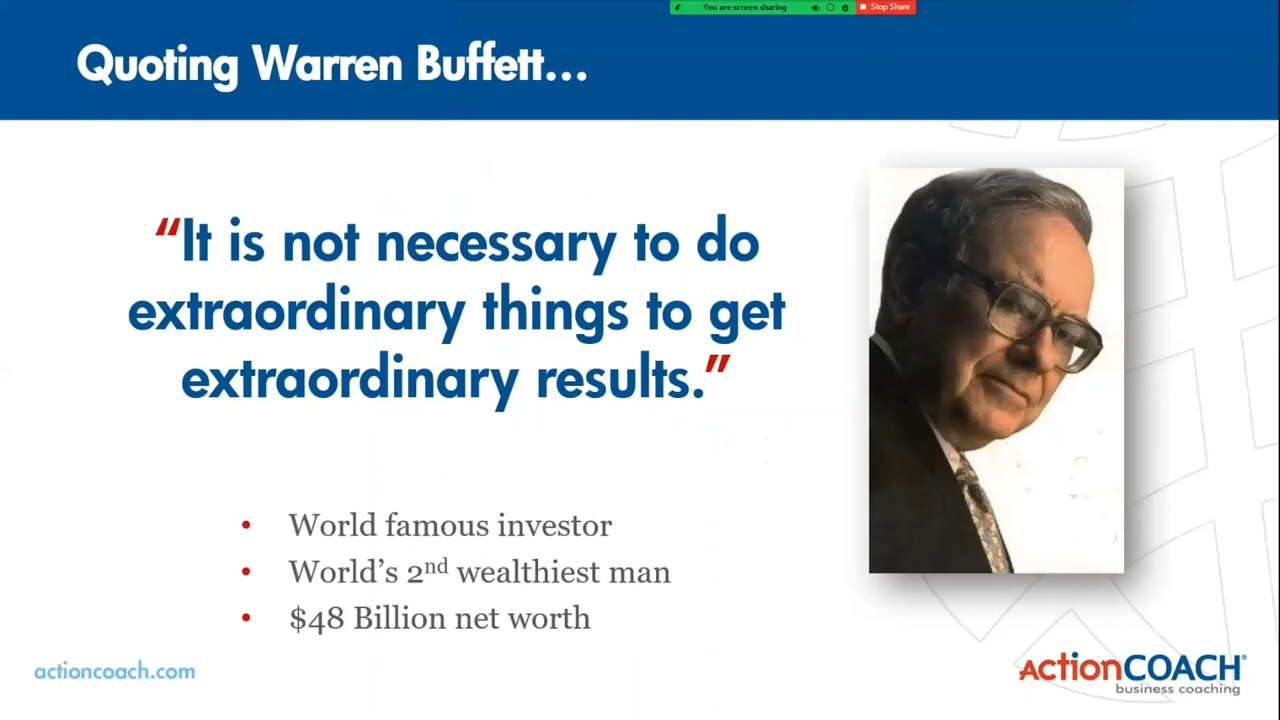 You are screen sharing
Stop Share
Quoting Warren Buffett...
“It is not necessary to do
extraordinary things to get
extraordinary results.”
• World famous investor
• World’s 2nd wealthiest man
• $48 Billion net worth
actioncoach.com
ActionCOACH®
business coaching